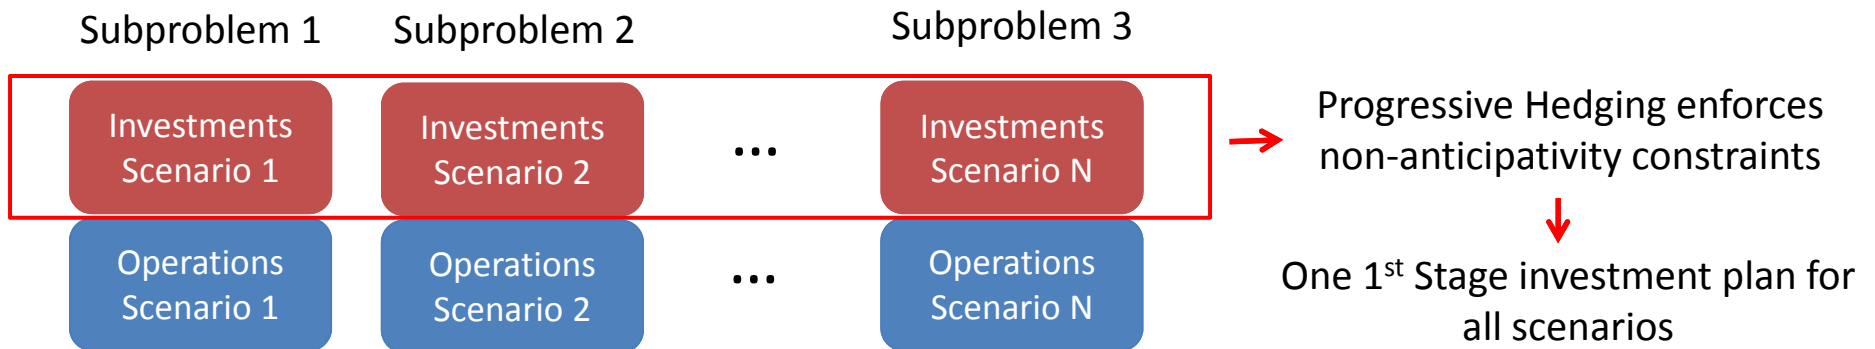 Subproblem 1
Subproblem 2
Subproblem 3
Investments
Scenario 1
Investments
Scenario 2
...
Investments
Scenario N
Progressive Hedging enforces
non-anticipativity constraints
Operations
Scenario 1
Operations
Scenario 2
...
Operations
Scenario N
One 1st Stage investment plan for
all scenarios